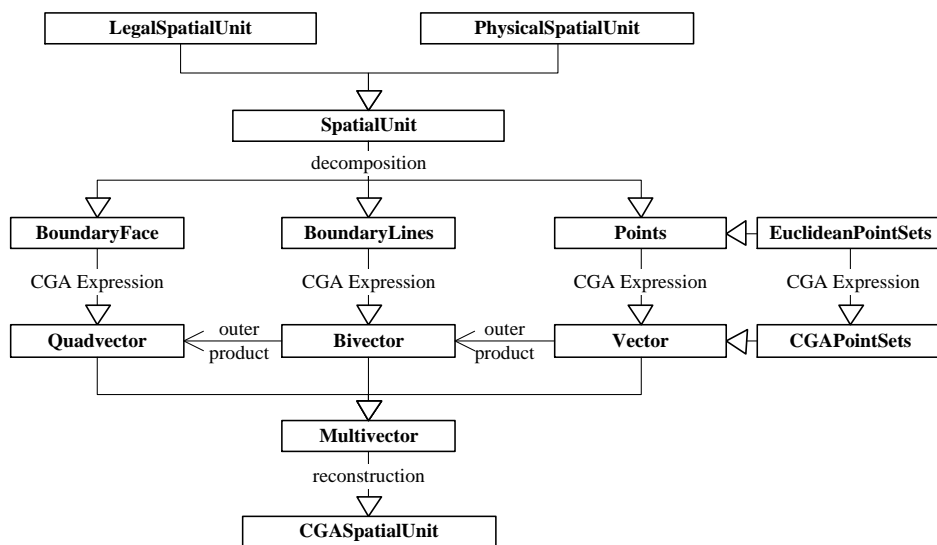 LegalSpatialUnit
PhysicalSpatialUnit
SpatialUnit
decomposition
BoundaryFace
BoundaryLines
Points
EuclideanPointSets
CGA Expression
CGA Expression
CGA Expression
CGA Expression
Quadvector
outer
product
Bivector
outer
product
Vector
CGAPointSets
Multivector
reconstruction
CGASpatialUnit